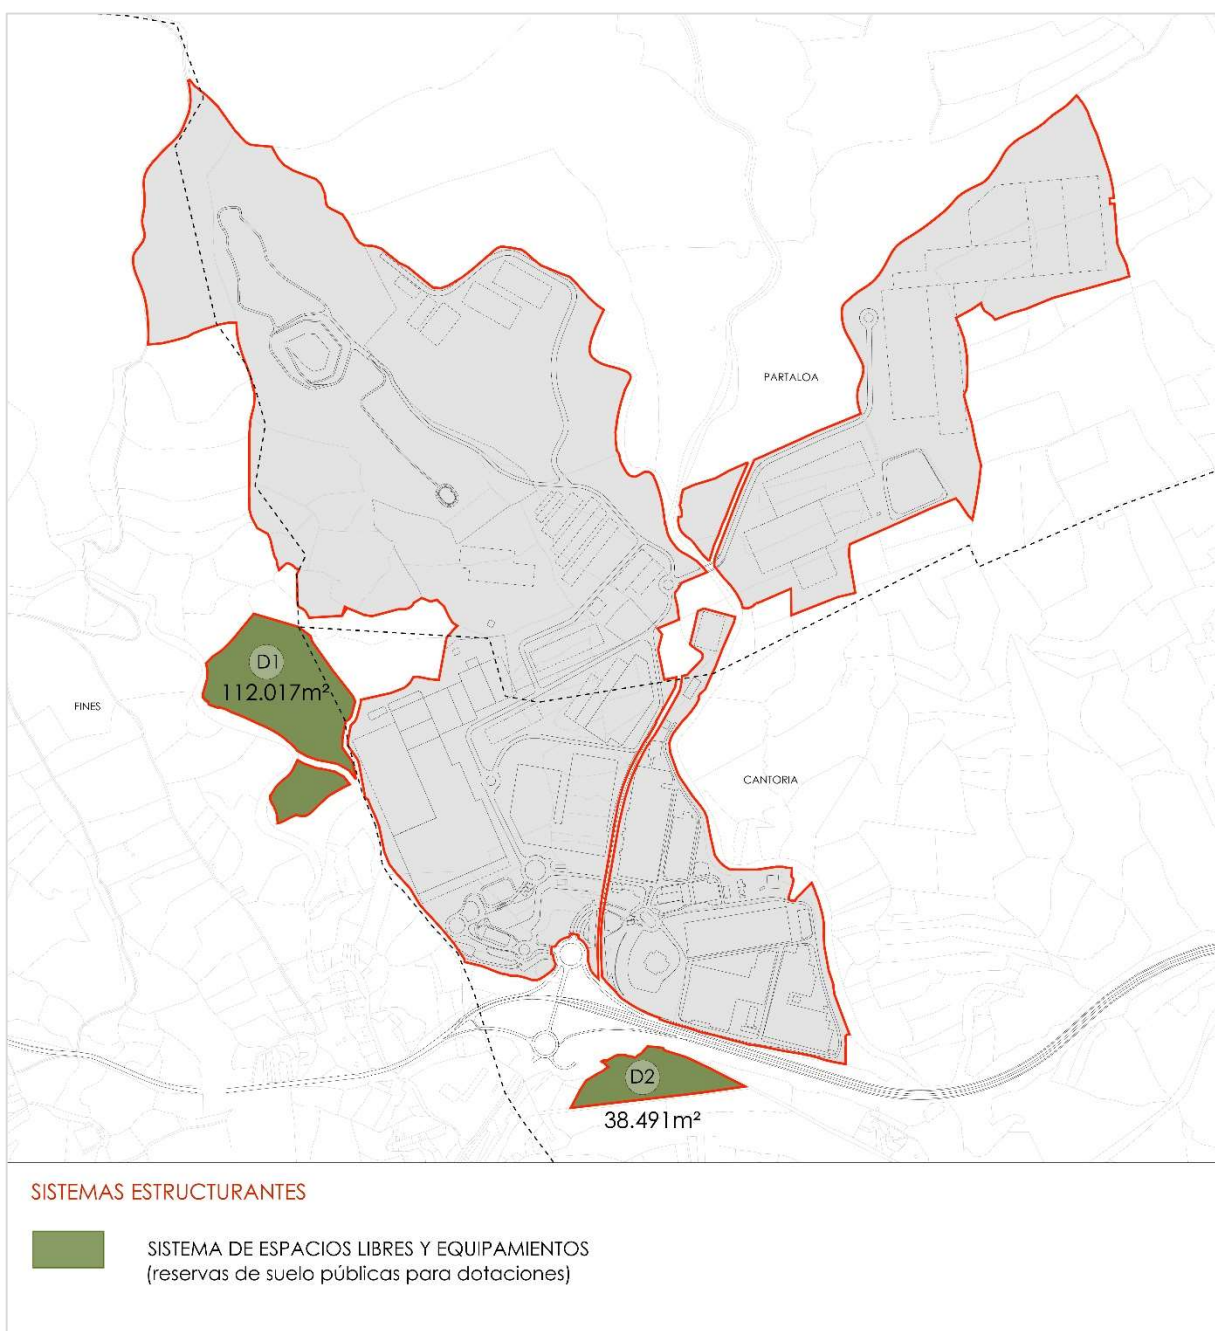 PARTALOA
D1
112.017m²
FINES
CANTORIA
D2
38.491m²
SISTEMAS ESTRUCTURANTES
SISTEMA DE ESPACIOS LIBRES Y EQUIPAMIENTOS
(reservas de suelo públicas para dotaciones)